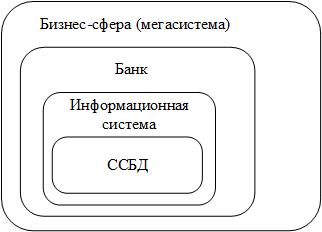 Бизнес-сфера (мегасистема)
Банк
Информационная
система
ССБД